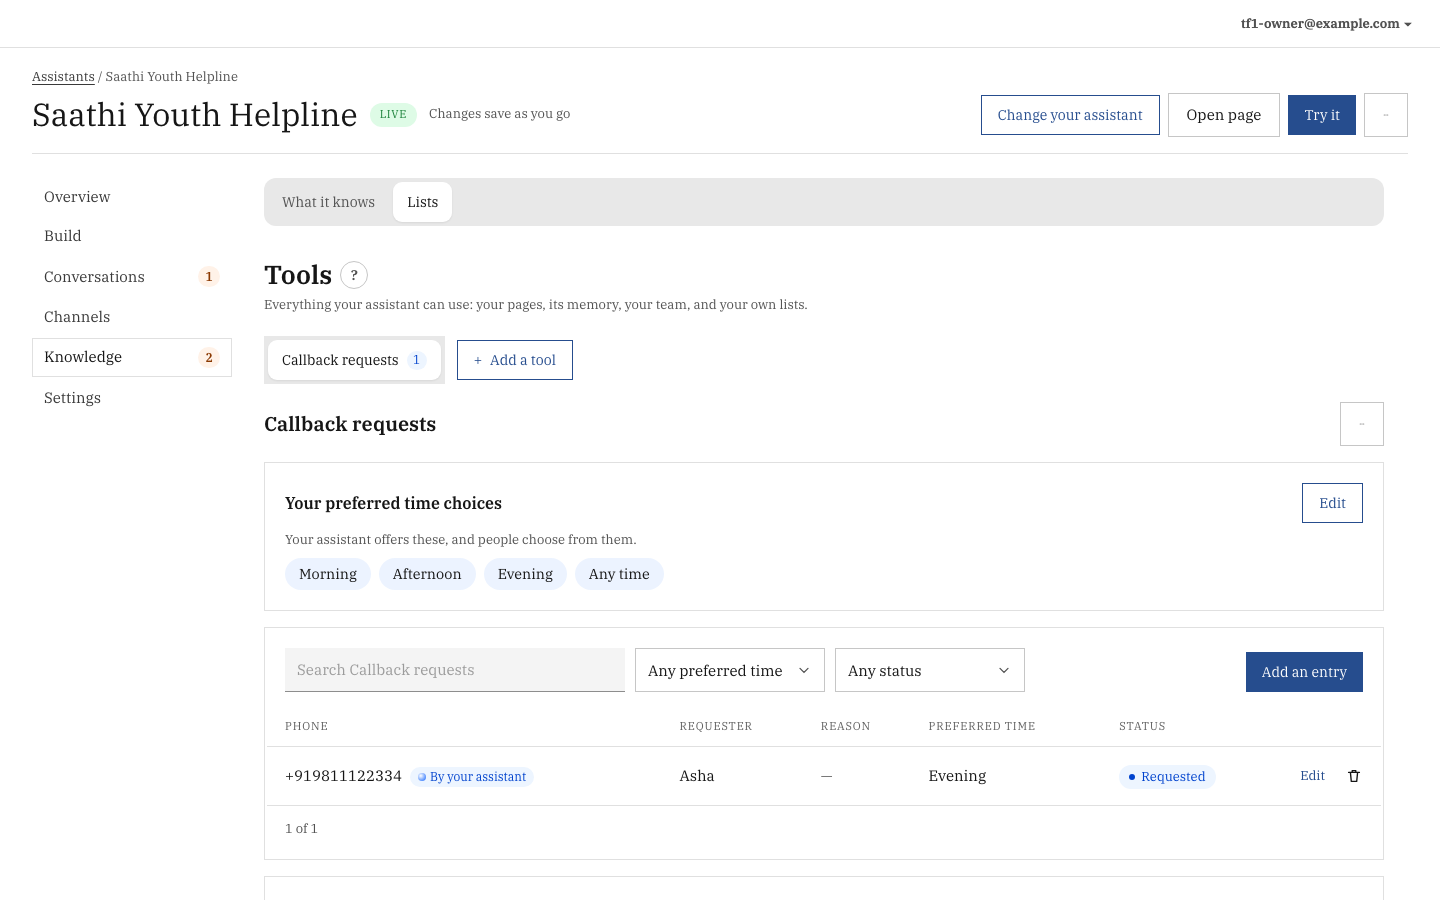 tf1-owner@example.com
Assistants / Saathi Youth Helpline
Saathi Youth Helpline LIVE Changes save as you go
Change your assistant Open page Try it
Overview
Build
Conversations 1
Channels
Knowledge 2
Settings
What it knows Lists
Tools ?
Everything your assistant can use: your pages, its memory, your team, and your own lists.
Callback requests 1 + Add a tool
Callback requests
Your preferred time choices Edit
Your assistant offers these, and people choose from them.
Morning Afternoon Evening Any time
Search Callback requests Any preferred time Any status Add an entry
PHONE REQUESTER REASON PREFERRED TIME STATUS
+919811122334 By your assistant Asha — Evening Requested Edit
1 of 1